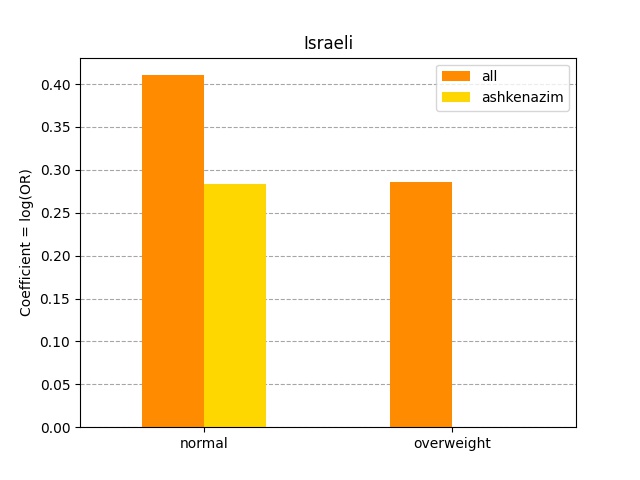 Israeli
all
ashkenazim
Coefficient = log(OR)
0.40
0.35
0.30
0.25
0.20
0.15
0.10
0.05
0.00
normal
overweight